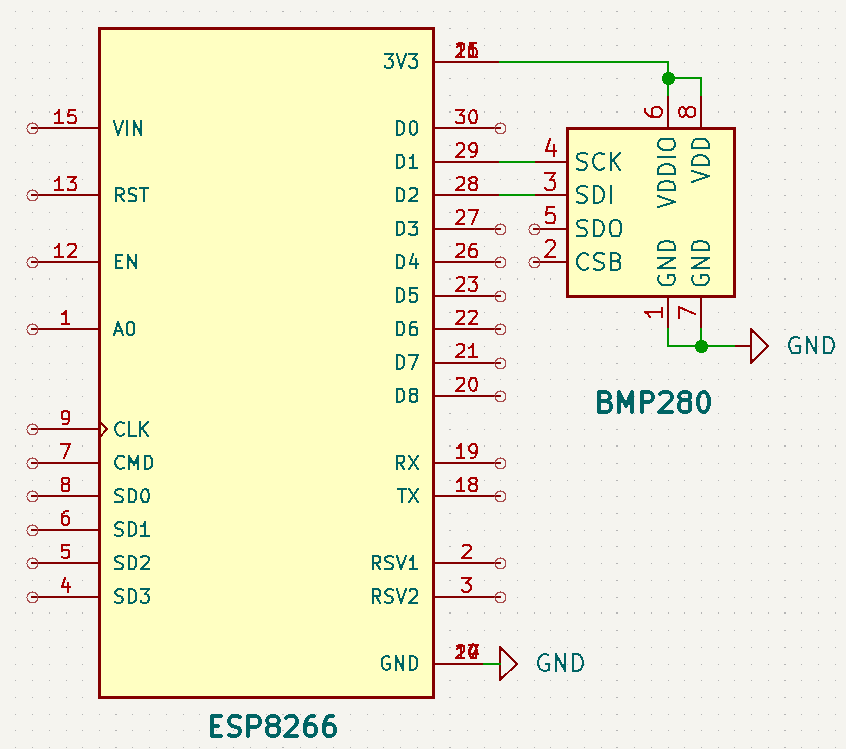 3V3
15 VIN
D0 30
D1 29
13 RST
D2 28
D3 27
12 EN
D4 26
D5 23
1 A0
D6 22
D7 21
D8 20
9 CLK
7 CMD
RX 19
8 SD0
TX 18
6 SD1
5 SD2
RSV1 2
4 SD3
RSV2 3
GND
GND
ESP8266
6 8
VDDIO VDD
4 SCK
3 SDI
5 SDO
2 CSB
GND GND
1 7
GND
BMP280